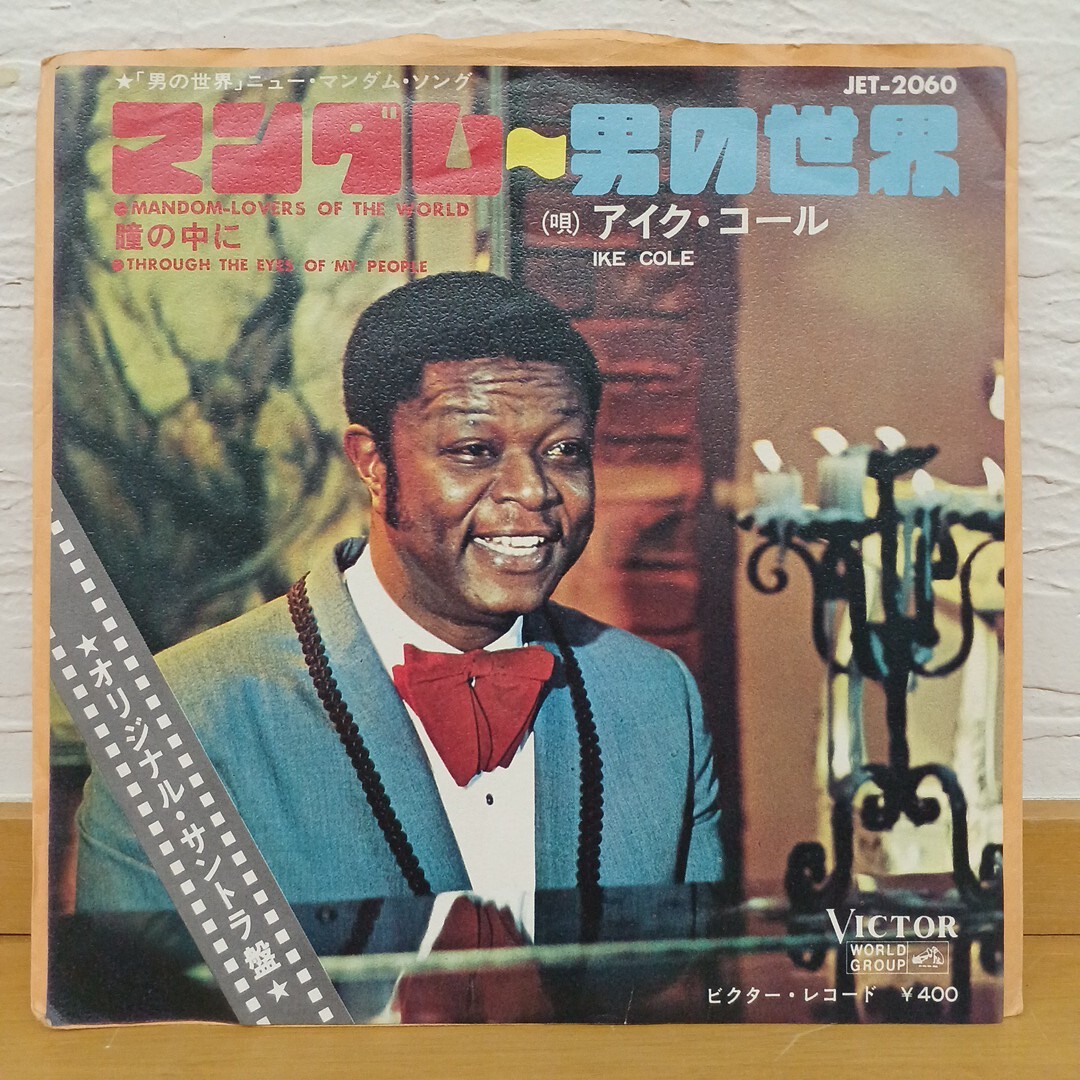 ★「男の世界」ニュー・マンダム・ソング
JET-2060
マンダム~男の世界
●MANDOM-LOVERS OF THE WORLD
瞳の中に
●THROUGH THE EYES OF MY PEOPLE
(唄) アイク・コール
IKE COLE
★オリジナル・サントラ盤★
VICTOR
WORLD
GROUP
ビクター・レコード ¥400